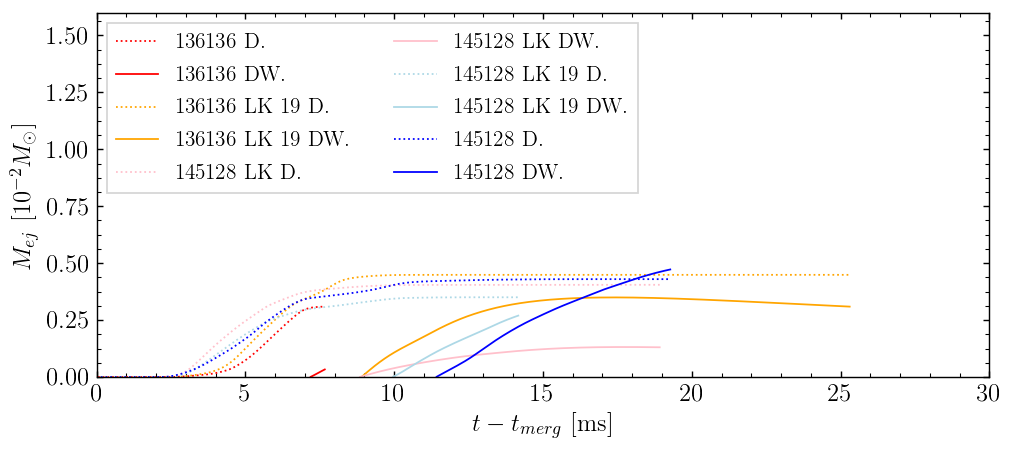 1.50
1.25
1.00
0.75
0.50
0.25
0.00
M_{ej} [10^{-2} M_⊙]
136136 D.
136136 DW.
136136 LK 19 D.
136136 LK 19 DW.
145128 LK D.
145128 LK DW.
145128 LK 19 D.
145128 LK 19 DW.
145128 D.
145128 DW.
0 5 10 15 20 25 30
t − t_{merg} [ms]